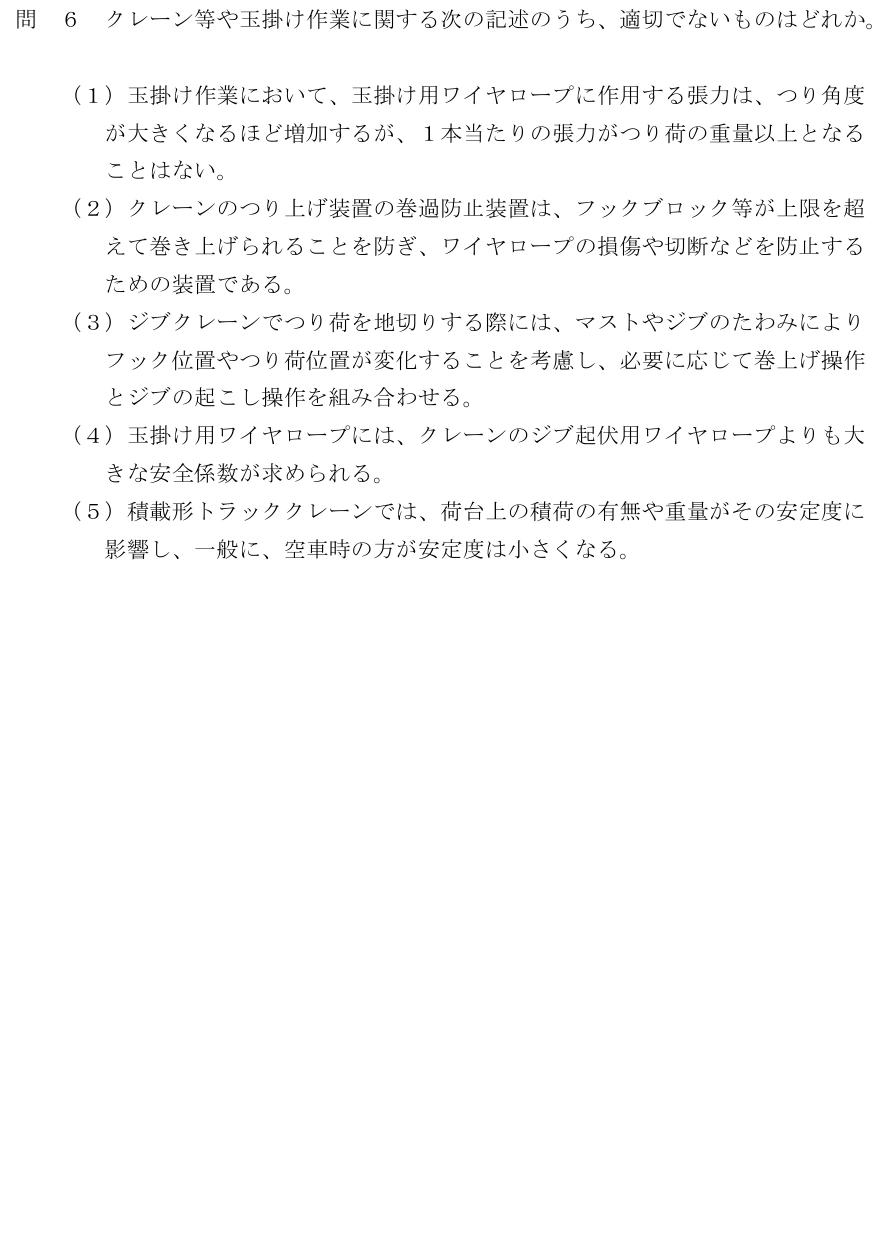 問　６　クレーン等や玉掛け作業に関する次の記述のうち、適切でないものはどれか。
（１）玉掛け作業において、玉掛け用ワイヤロープに作用する張力は、つり角度
が大きくなるほど増加するが、１本当たりの張力がつり荷の重量以上となる
ことはない。
（２）クレーンのつり上げ装置の巻過防止装置は、フックブロック等が上限を超
えて巻き上げられることを防ぎ、ワイヤロープの損傷や切断などを防止する
ための装置である。
（３）ジブクレーンでつり荷を地切りする際には、マストやジブのたわみにより
フック位置やつり荷位置が変化することを考慮し、必要に応じて巻上げ操作
とジブの起こし操作を組み合わせる。
（４）玉掛け用ワイヤロープには、クレーンのジブ起伏用ワイヤロープよりも大
きな安全係数が求められる。
（５）積載形トラッククレーンでは、荷台上の積荷の有無や重量がその安定度に
影響し、一般に、空車時の方が安定度は小さくなる。